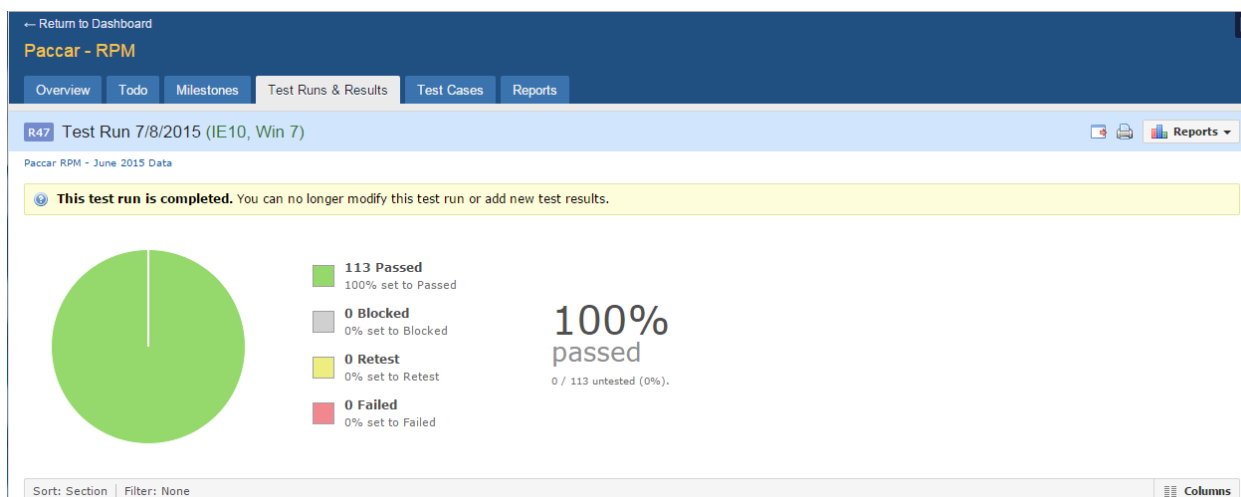 ← Return to Dashboard
Paccar - RPM
Overview Todo Milestones Test Runs & Results Test Cases Reports
R47 Test Run 7/8/2015 (IE10, Win 7) Reports
Paccar RPM - June 2015 Data
This test run is completed. You can no longer modify this test run or add new test results.
113 Passed
100% set to Passed
0 Blocked
0% set to Blocked
0 Retest
0% set to Retest
0 Failed
0% set to Failed
100%
passed
0 / 113 untested (0%).
Sort: Section | Filter: None Columns